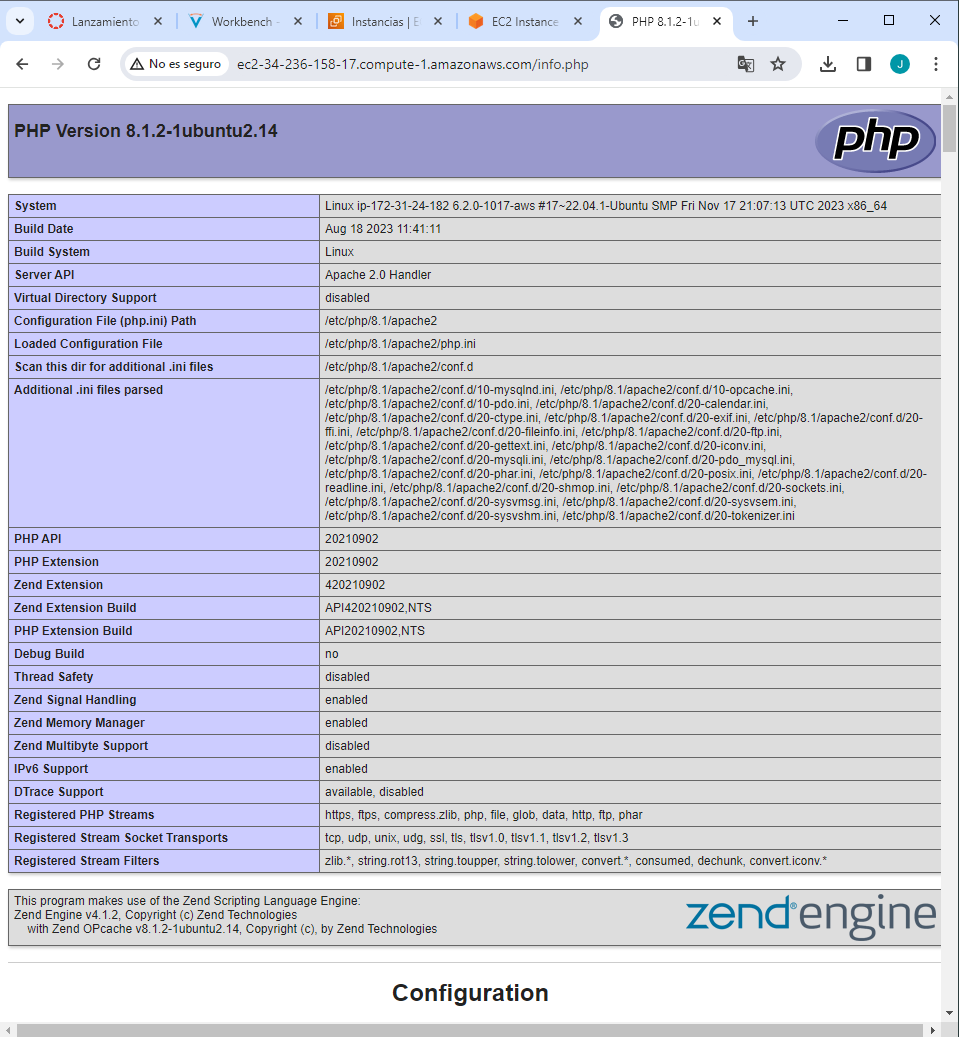 Lanzamiento
Workbench -
Instancias | E
EC2 Instance
PHP 8.1.2-1u
No es seguro
ec2-34-236-158-17.compute-1.amazonaws.com/info.php
J
PHP Version 8.1.2-1ubuntu2.14
php
System Linux ip-172-31-24-182 6.2.0-1017-aws #17~22.04.1-Ubuntu SMP Fri Nov 17 21:07:13 UTC 2023 x86_64
Build Date Aug 18 2023 11:41:11
Build System Linux
Server API Apache 2.0 Handler
Virtual Directory Support disabled
Configuration File (php.ini) Path /etc/php/8.1/apache2
Loaded Configuration File /etc/php/8.1/apache2/php.ini
Scan this dir for additional .ini files /etc/php/8.1/apache2/conf.d
Additional .ini files parsed /etc/php/8.1/apache2/conf.d/10-mysqlnd.ini, /etc/php/8.1/apache2/conf.d/10-opcache.ini,
/etc/php/8.1/apache2/conf.d/10-pdo.ini, /etc/php/8.1/apache2/conf.d/20-calendar.ini,
/etc/php/8.1/apache2/conf.d/20-ctype.ini, /etc/php/8.1/apache2/conf.d/20-exif.ini, /etc/php/8.1/apache2/conf.d/20-
ffi.ini, /etc/php/8.1/apache2/conf.d/20-fileinfo.ini, /etc/php/8.1/apache2/conf.d/20-ftp.ini,
/etc/php/8.1/apache2/conf.d/20-gettext.ini, /etc/php/8.1/apache2/conf.d/20-iconv.ini,
/etc/php/8.1/apache2/conf.d/20-mysqli.ini, /etc/php/8.1/apache2/conf.d/20-pdo_mysql.ini,
/etc/php/8.1/apache2/conf.d/20-phar.ini, /etc/php/8.1/apache2/conf.d/20-posix.ini, /etc/php/8.1/apache2/conf.d/20-
readline.ini, /etc/php/8.1/apache2/conf.d/20-shmop.ini, /etc/php/8.1/apache2/conf.d/20-sockets.ini,
/etc/php/8.1/apache2/conf.d/20-sysvmsg.ini, /etc/php/8.1/apache2/conf.d/20-sysvsem.ini,
/etc/php/8.1/apache2/conf.d/20-sysvshm.ini, /etc/php/8.1/apache2/conf.d/20-tokenizer.ini
PHP API 20210902
PHP Extension 20210902
Zend Extension 420210902
Zend Extension Build API420210902,NTS
PHP Extension Build API20210902,NTS
Debug Build no
Thread Safety disabled
Zend Signal Handling enabled
Zend Memory Manager enabled
Zend Multibyte Support disabled
IPv6 Support enabled
DTrace Support available, disabled
Registered PHP Streams https, ftps, compress.zlib, php, file, glob, data, http, ftp, phar
Registered Stream Socket Transports tcp, udp, unix, udg, ssl, tls, tlsv1.0, tlsv1.1, tlsv1.2, tlsv1.3
Registered Stream Filters zlib.*, string.rot13, string.toupper, string.tolower, convert.*, consumed, dechunk, convert.iconv.*
This program makes use of the Zend Scripting Language Engine:
Zend Engine v4.1.2, Copyright (c) Zend Technologies
with Zend OPcache v8.1.2-1ubuntu2.14, Copyright (c), by Zend Technologies
zend® engine
Configuration